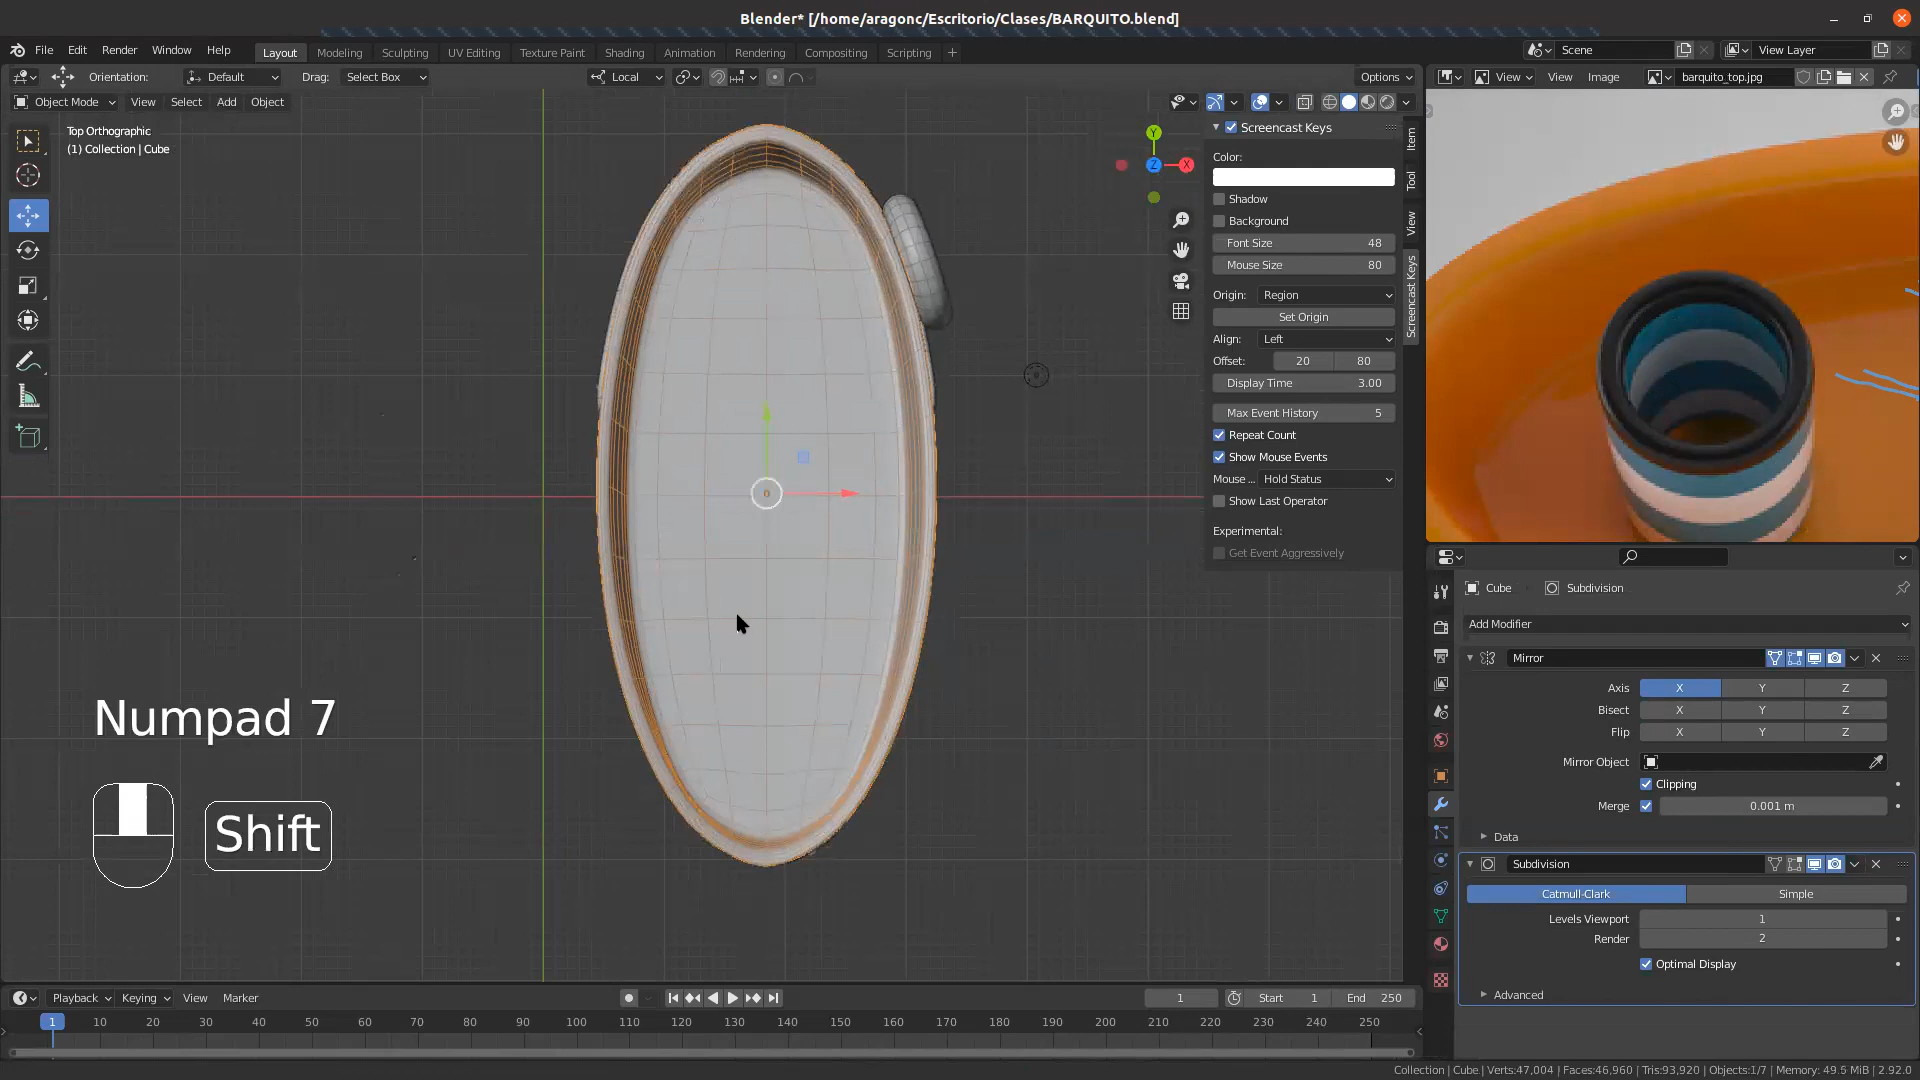 Blender* [/home/aragonc/Escritorio/Clases/BARQUITO.blend]
File Edit Render Window Help
Layout Modeling Sculpting UV Editing Texture Paint Shading Animation Rendering Compositing Scripting
Scene
View Layer
Orientation: Default Drag: Select Box
Local
Options
View View Image barquito_top.jpg
Object Mode View Select Add Object
Top Orthographic
(1) Collection | Cube
Y
Z
X
Screencast Keys
Color:
Shadow
Background
Font Size 48
Mouse Size 80
Origin: Region
Set Origin
Align: Left
Offset: 20 80
Display Time 3.00
Max Event History 5
Repeat Count
Show Mouse Events
Mouse ... Hold Status
Show Last Operator
Experimental:
Get Event Aggressively
Item
Tool
View
Screencast Keys
Numpad 7
Shift
Cube Subdivision
Add Modifier
Mirror
Axis X Y Z
Bisect X Y Z
Flip X Y Z
Mirror Object
Clipping
Merge 0.001 m
Data
Subdivision
Catmull-Clark Simple
Levels Viewport 1
Render 2
Optimal Display
Advanced
Playback Keying View Marker
1 Start 1 End 250
1 10 20 30 40 50 60 70 80 90 100 110 120 130 140 150 160 170 180 190 200 210 220 230 240 250
Collection | Cube | Verts:47,004 | Faces:46,960 | Tris:93,920 | Objects:1/7 | Memory: 49.5 MiB | 2.92.0